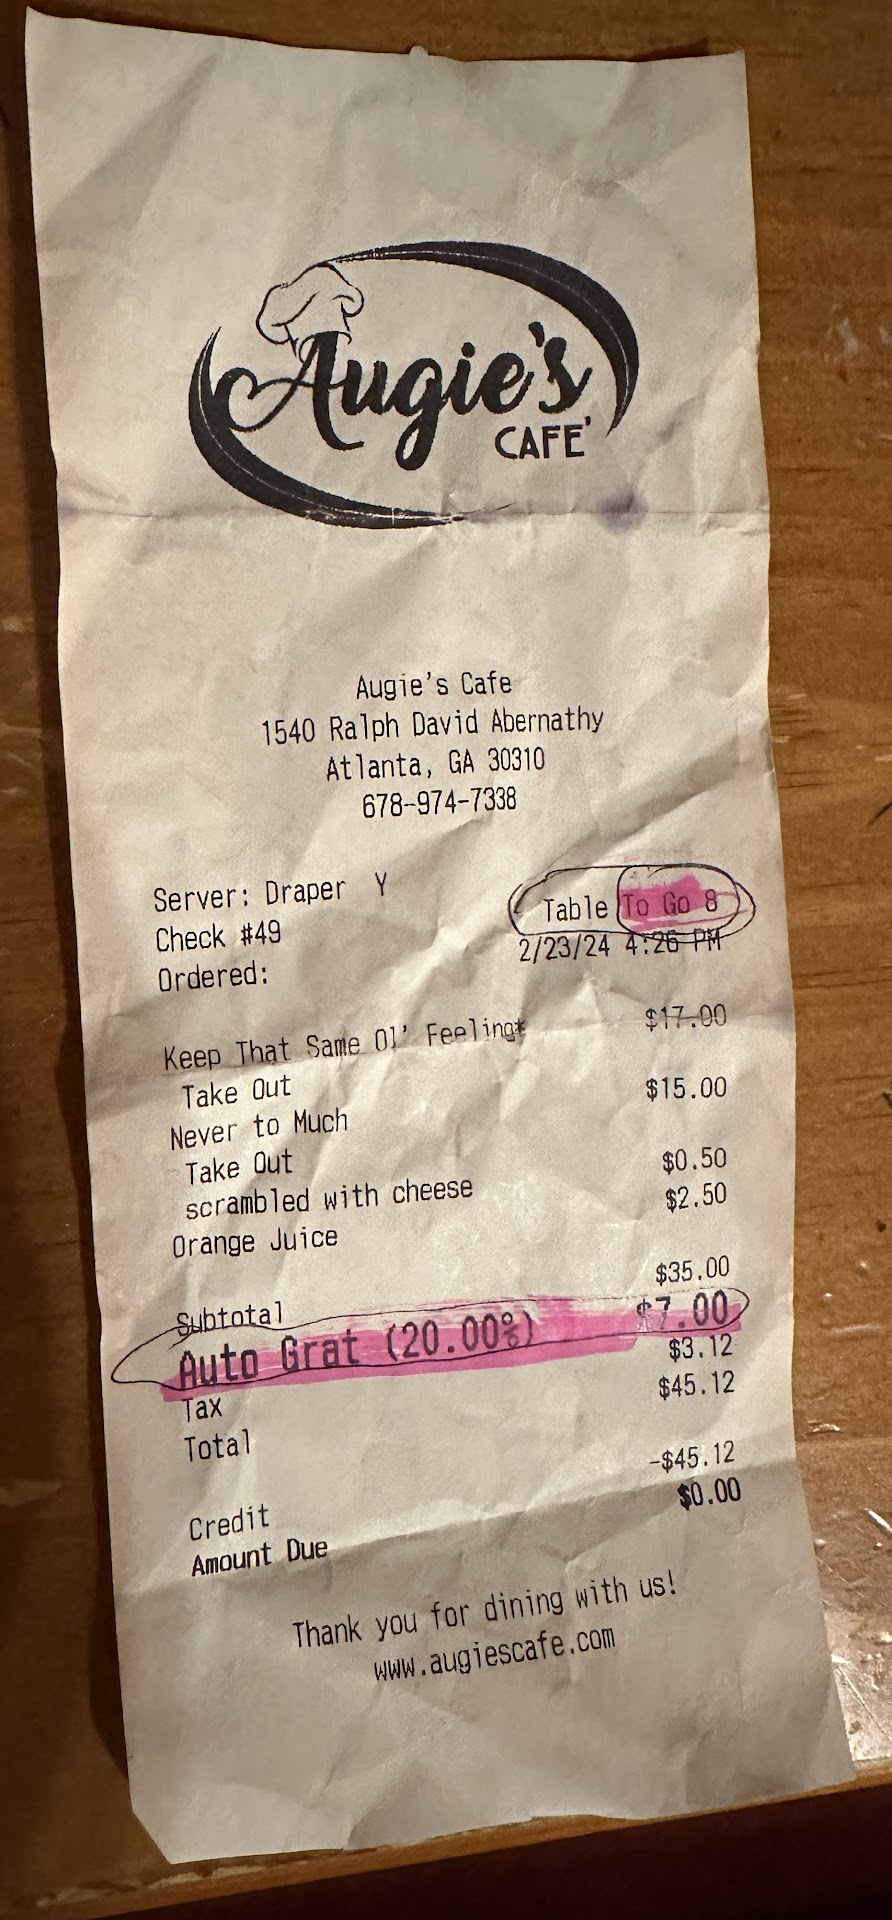 Augie's
CAFE'
Augie's Cafe
1540 Ralph David Abernathy
Atlanta, GA 30310
678-974-7338
Server: Draper Y Table To Go 8
Check #49 2/23/24 4:26 PM
Ordered:
Keep That Same Ol' Feeling* $17.00
Take Out
Never to Much $15.00
Take Out
scrambled with cheese $0.50
Orange Juice $2.50
Subtotal $35.00
Auto Grat (20.00%) $7.00
Tax $3.12
Total $45.12
Credit -$45.12
Amount Due $0.00
Thank you for dining with us!
www.augiescafe.com